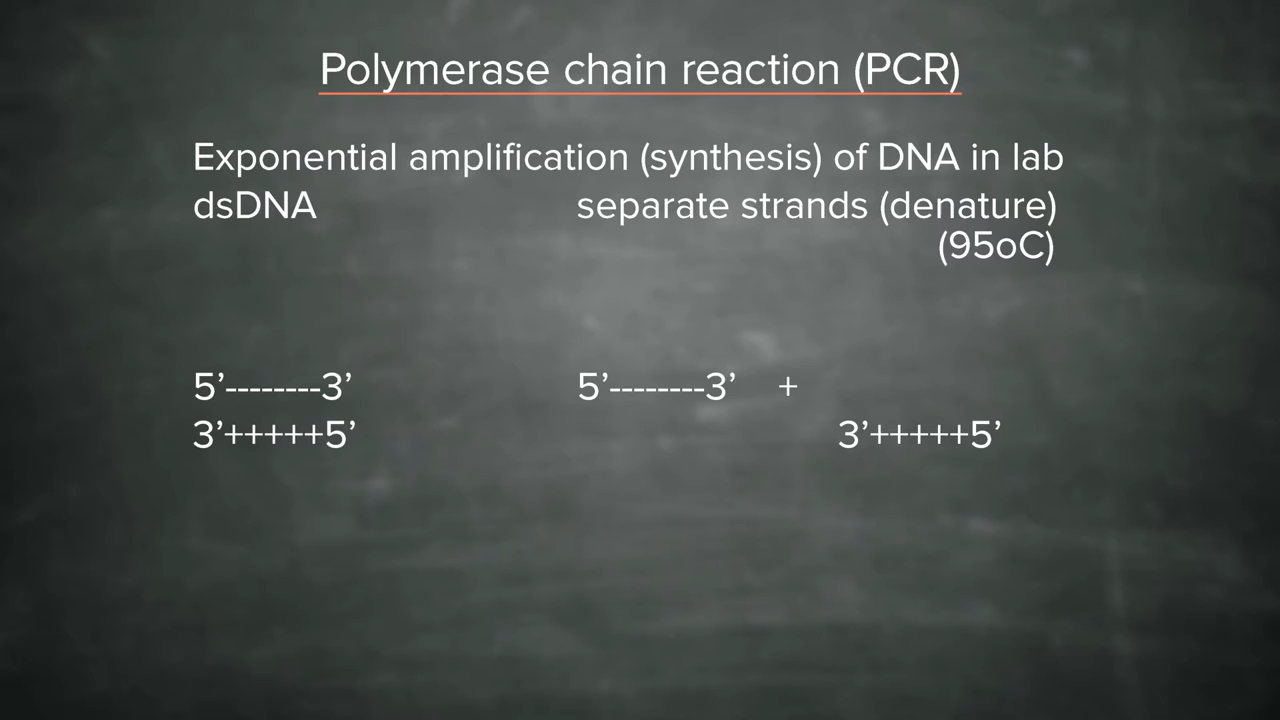 Polymerase chain reaction (PCR)
Exponential amplification (synthesis) of DNA in lab
dsDNA separate strands (denature)
(95oC)
5’--------3’ 5’--------3’ +
3’+++++5’ 3’+++++5’